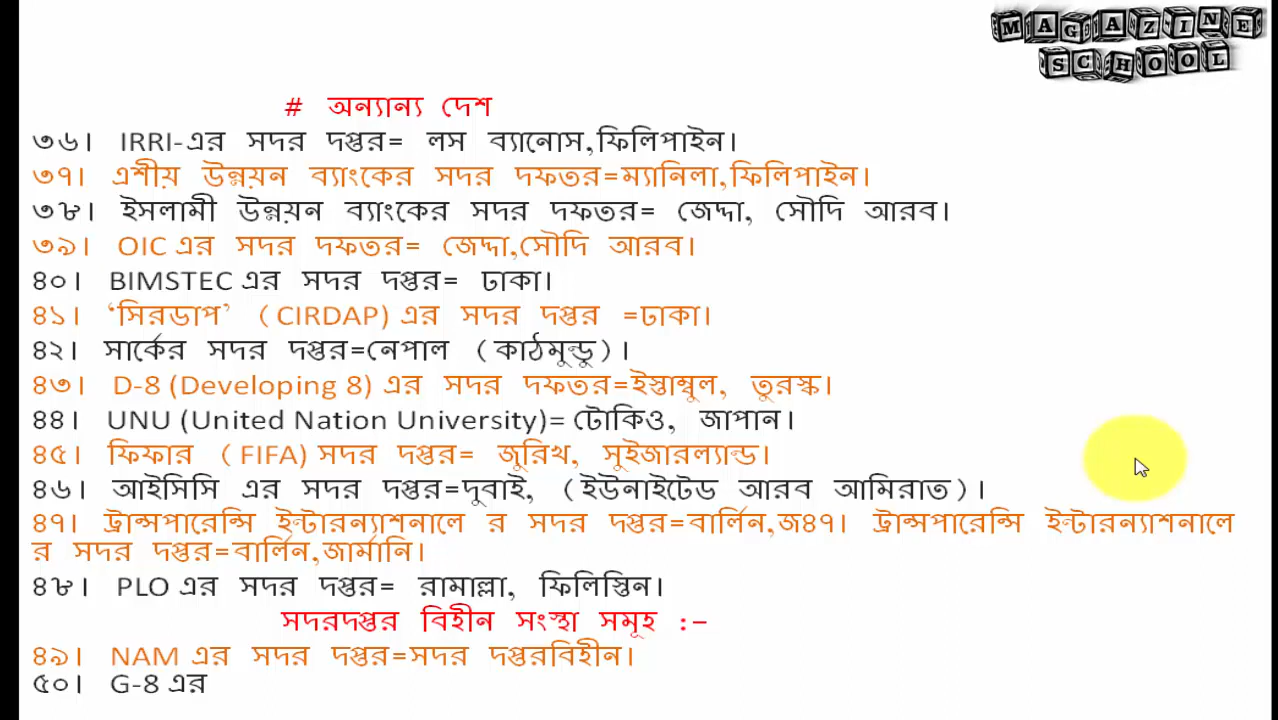 MAGAZINE
SCHOOL
# অন্যান্য দেশ
৩৬। IRRI-এর সদর দপ্তর= লস ব্যানোস,ফিলিপাইন।
৩৭। এশীয় উন্নয়ন ব্যাংকের সদর দফতর=ম্যানিলা,ফিলিপাইন।
৩৮। ইসলামী উন্নয়ন ব্যাংকের সদর দফতর= জেদ্দা, সৌদি আরব।
৩৯। OIC এর সদর দফতর= জেদ্দা,সৌদি আরব।
৪০। BIMSTEC এর সদর দপ্তর= ঢাকা।
৪১। ‘সিরডাপ’ (CIRDAP) এর সদর দপ্তর =ঢাকা।
৪২। সার্কের সদর দপ্তর=নেপাল (কাঠমুন্ডু)।
৪৩। D-8 (Developing 8) এর সদর দফতর=ইস্তাম্বুল, তুরস্ক।
৪৪। UNU (United Nation University)= টোকিও, জাপান।
৪৫। ফিফার (FIFA) সদর দপ্তর= জুরিখ, সুইজারল্যান্ড।
৪৬। আইসিসি এর সদর দপ্তর=দুবাই, (ইউনাইটেড আরব আমিরাত)।
৪৭। ট্রান্সপারেন্সি ইন্টারন্যাশনালে র সদর দপ্তর=বার্লিন,জ৪৭। ট্রান্সপারেন্সি ইন্টারন্যাশনালে
র সদর দপ্তর=বার্লিন,জার্মানি।
৪৮। PLO এর সদর দপ্তর= রামাল্লা, ফিলিস্তিন।
সদরদপ্তর বিহীন সংস্থা সমূহ :-
৪৯। NAM এর সদর দপ্তর=সদর দপ্তরবিহীন।
৫০। G-8 এর